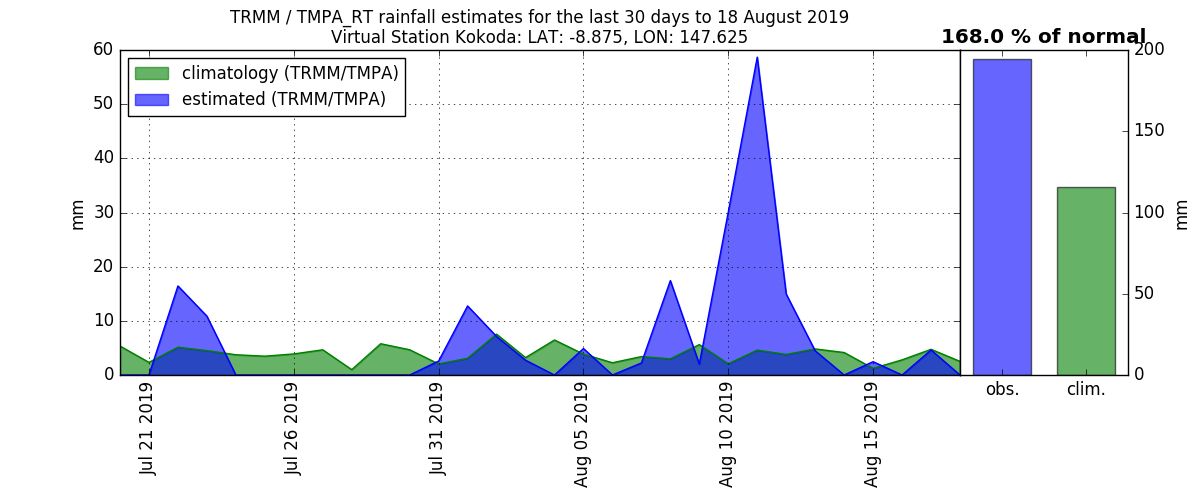 TRMM / TMPA_RT rainfall estimates for the last 30 days to 18 August 2019
Virtual Station Kokoda: LAT: -8.875, LON: 147.625
168.0 % of normal
climatology (TRMM/TMPA)
estimated (TRMM/TMPA)
60
50
40
30
20
10
0
mm
Jul 21 2019
Jul 26 2019
Jul 31 2019
Aug 05 2019
Aug 10 2019
Aug 15 2019
obs.
clim.
200
150
100
50
0
mm